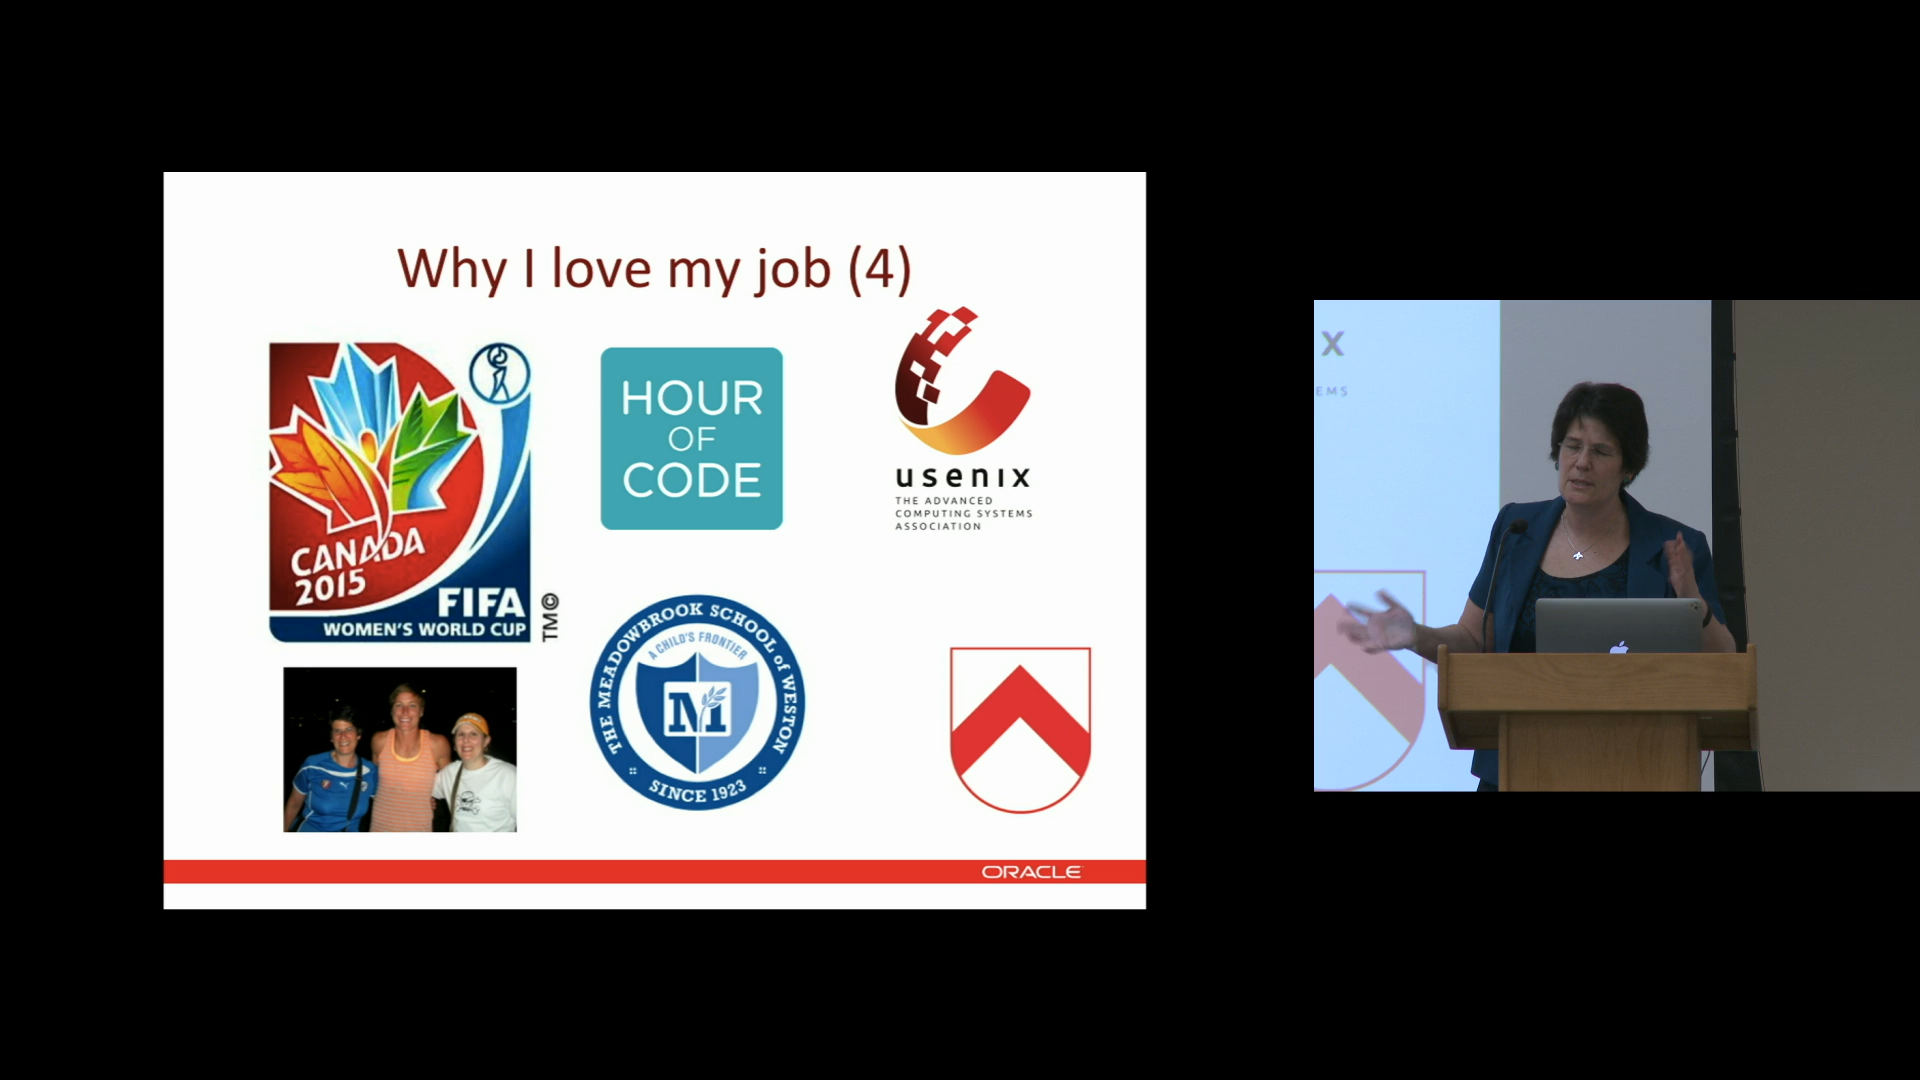 Why I love my job (4)
CANADA
2015
FIFA
WOMEN'S WORLD CUP
TM©
HOUR
OF
CODE
usenix
THE ADVANCED
COMPUTING SYSTEMS
ASSOCIATION
THE MEADOWBROOK SCHOOL of WESTON
A CHILD'S FRONTIER
M
SINCE 1923
ORACLE
X
EMS